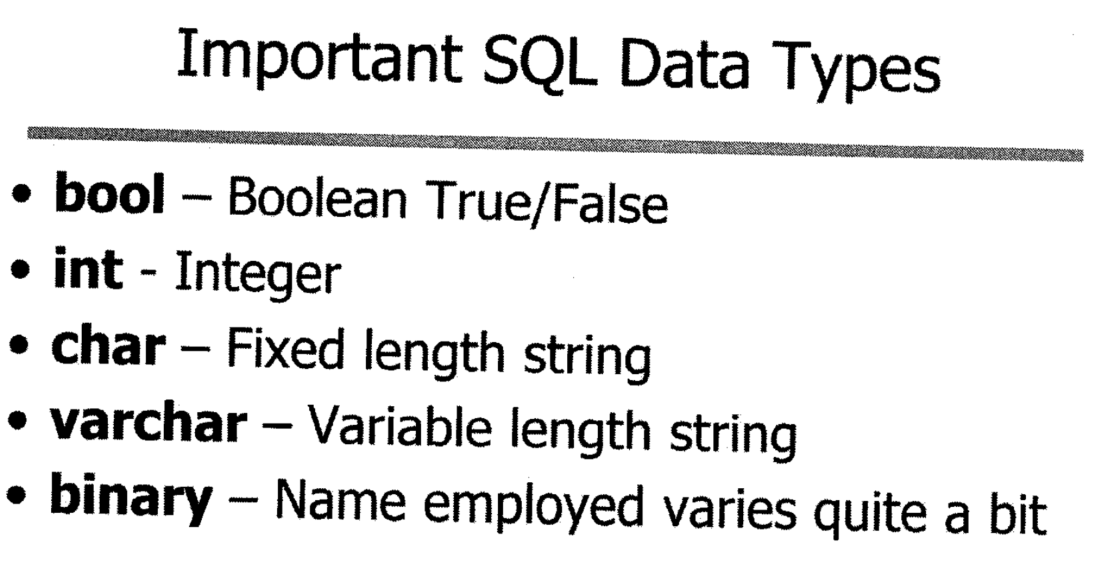 Important SQL Data Types
• bool – Boolean True/False
• int - Integer
• char – Fixed length string
• varchar – Variable length string
• binary – Name employed varies quite a bit